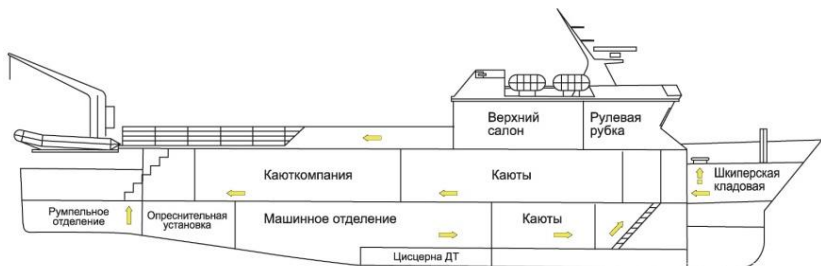 Верхний
салон
Рулевая
рубка
Каюткомпания
Каюты
Шкиперская
кладовая
Румпельное
отделение
Опреснительная
установка
Машинное отделение
Каюты
Цисцерна ДТ